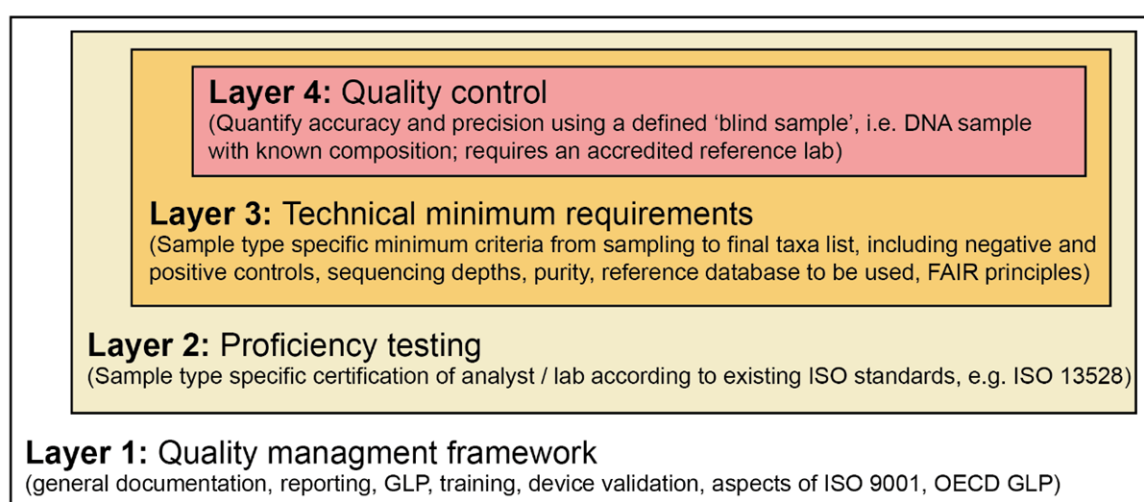 Layer 4: Quality control
(Quantify accuracy and precision using a defined ‘blind sample’, i.e. DNA sample
with known composition; requires an accredited reference lab)
Layer 3: Technical minimum requirements
(Sample type specific minimum criteria from sampling to final taxa list, including negative and
positive controls, sequencing depths, purity, reference database to be used, FAIR principles)
Layer 2: Proficiency testing
(Sample type specific certification of analyst / lab according to existing ISO standards, e.g. ISO 13528)
Layer 1: Quality managment framework
(general documentation, reporting, GLP, training, device validation, aspects of ISO 9001, OECD GLP)